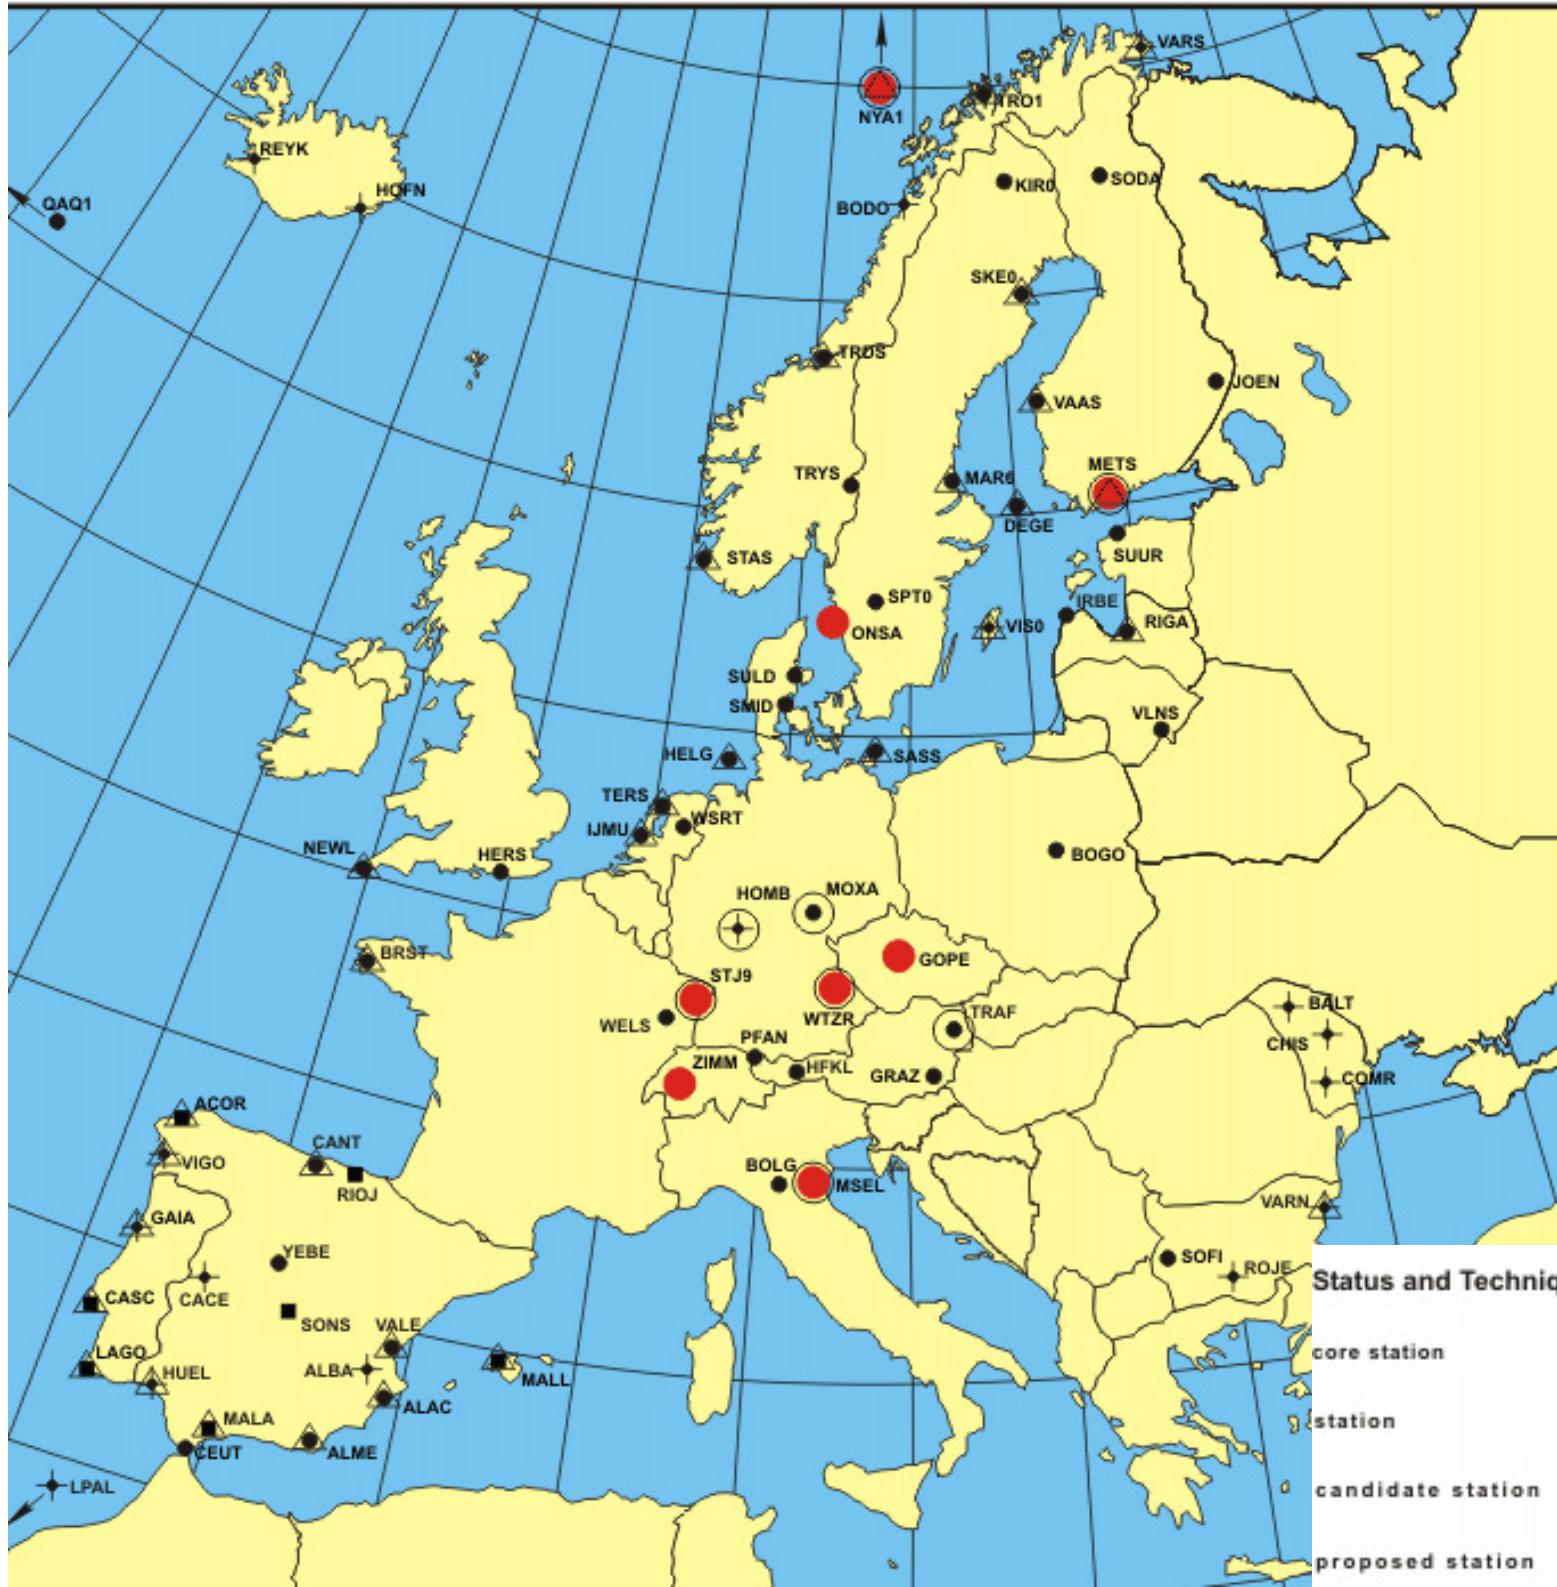 VARS
NYA1
TRO1
REYK
HOFN
QAQ1
BODO
KIR0
SODA
SKE0
TRDS
JOEN
VAAS
METS
TRYS
MAR6
DEGE
SUUR
STAS
SPT0
ONSA
IRBE
RIGA
VIS0
SULD
SMID
VLNS
HELG
SASS
TERS
WSRT
IJMU
NEWL
HERS
BOGO
HOMB
MOXA
BRST
GOPE
STJ9
WTZR
WELS
TRAF
BALT
CHIS
PFAN
ZIMM
HFKL
GRAZ
COMR
ACOR
CANT
VIGO
RIOJ
BOLG
MSEL
VARN
GAIA
YEBE
SOFI
ROJE
CASC
CACE
SONS
VALE
LAGO
HUEL
ALBA
MALL
ALAC
MALA
CEUT
ALME
LPAL
Status and Techniq
core station
station
candidate station
proposed station